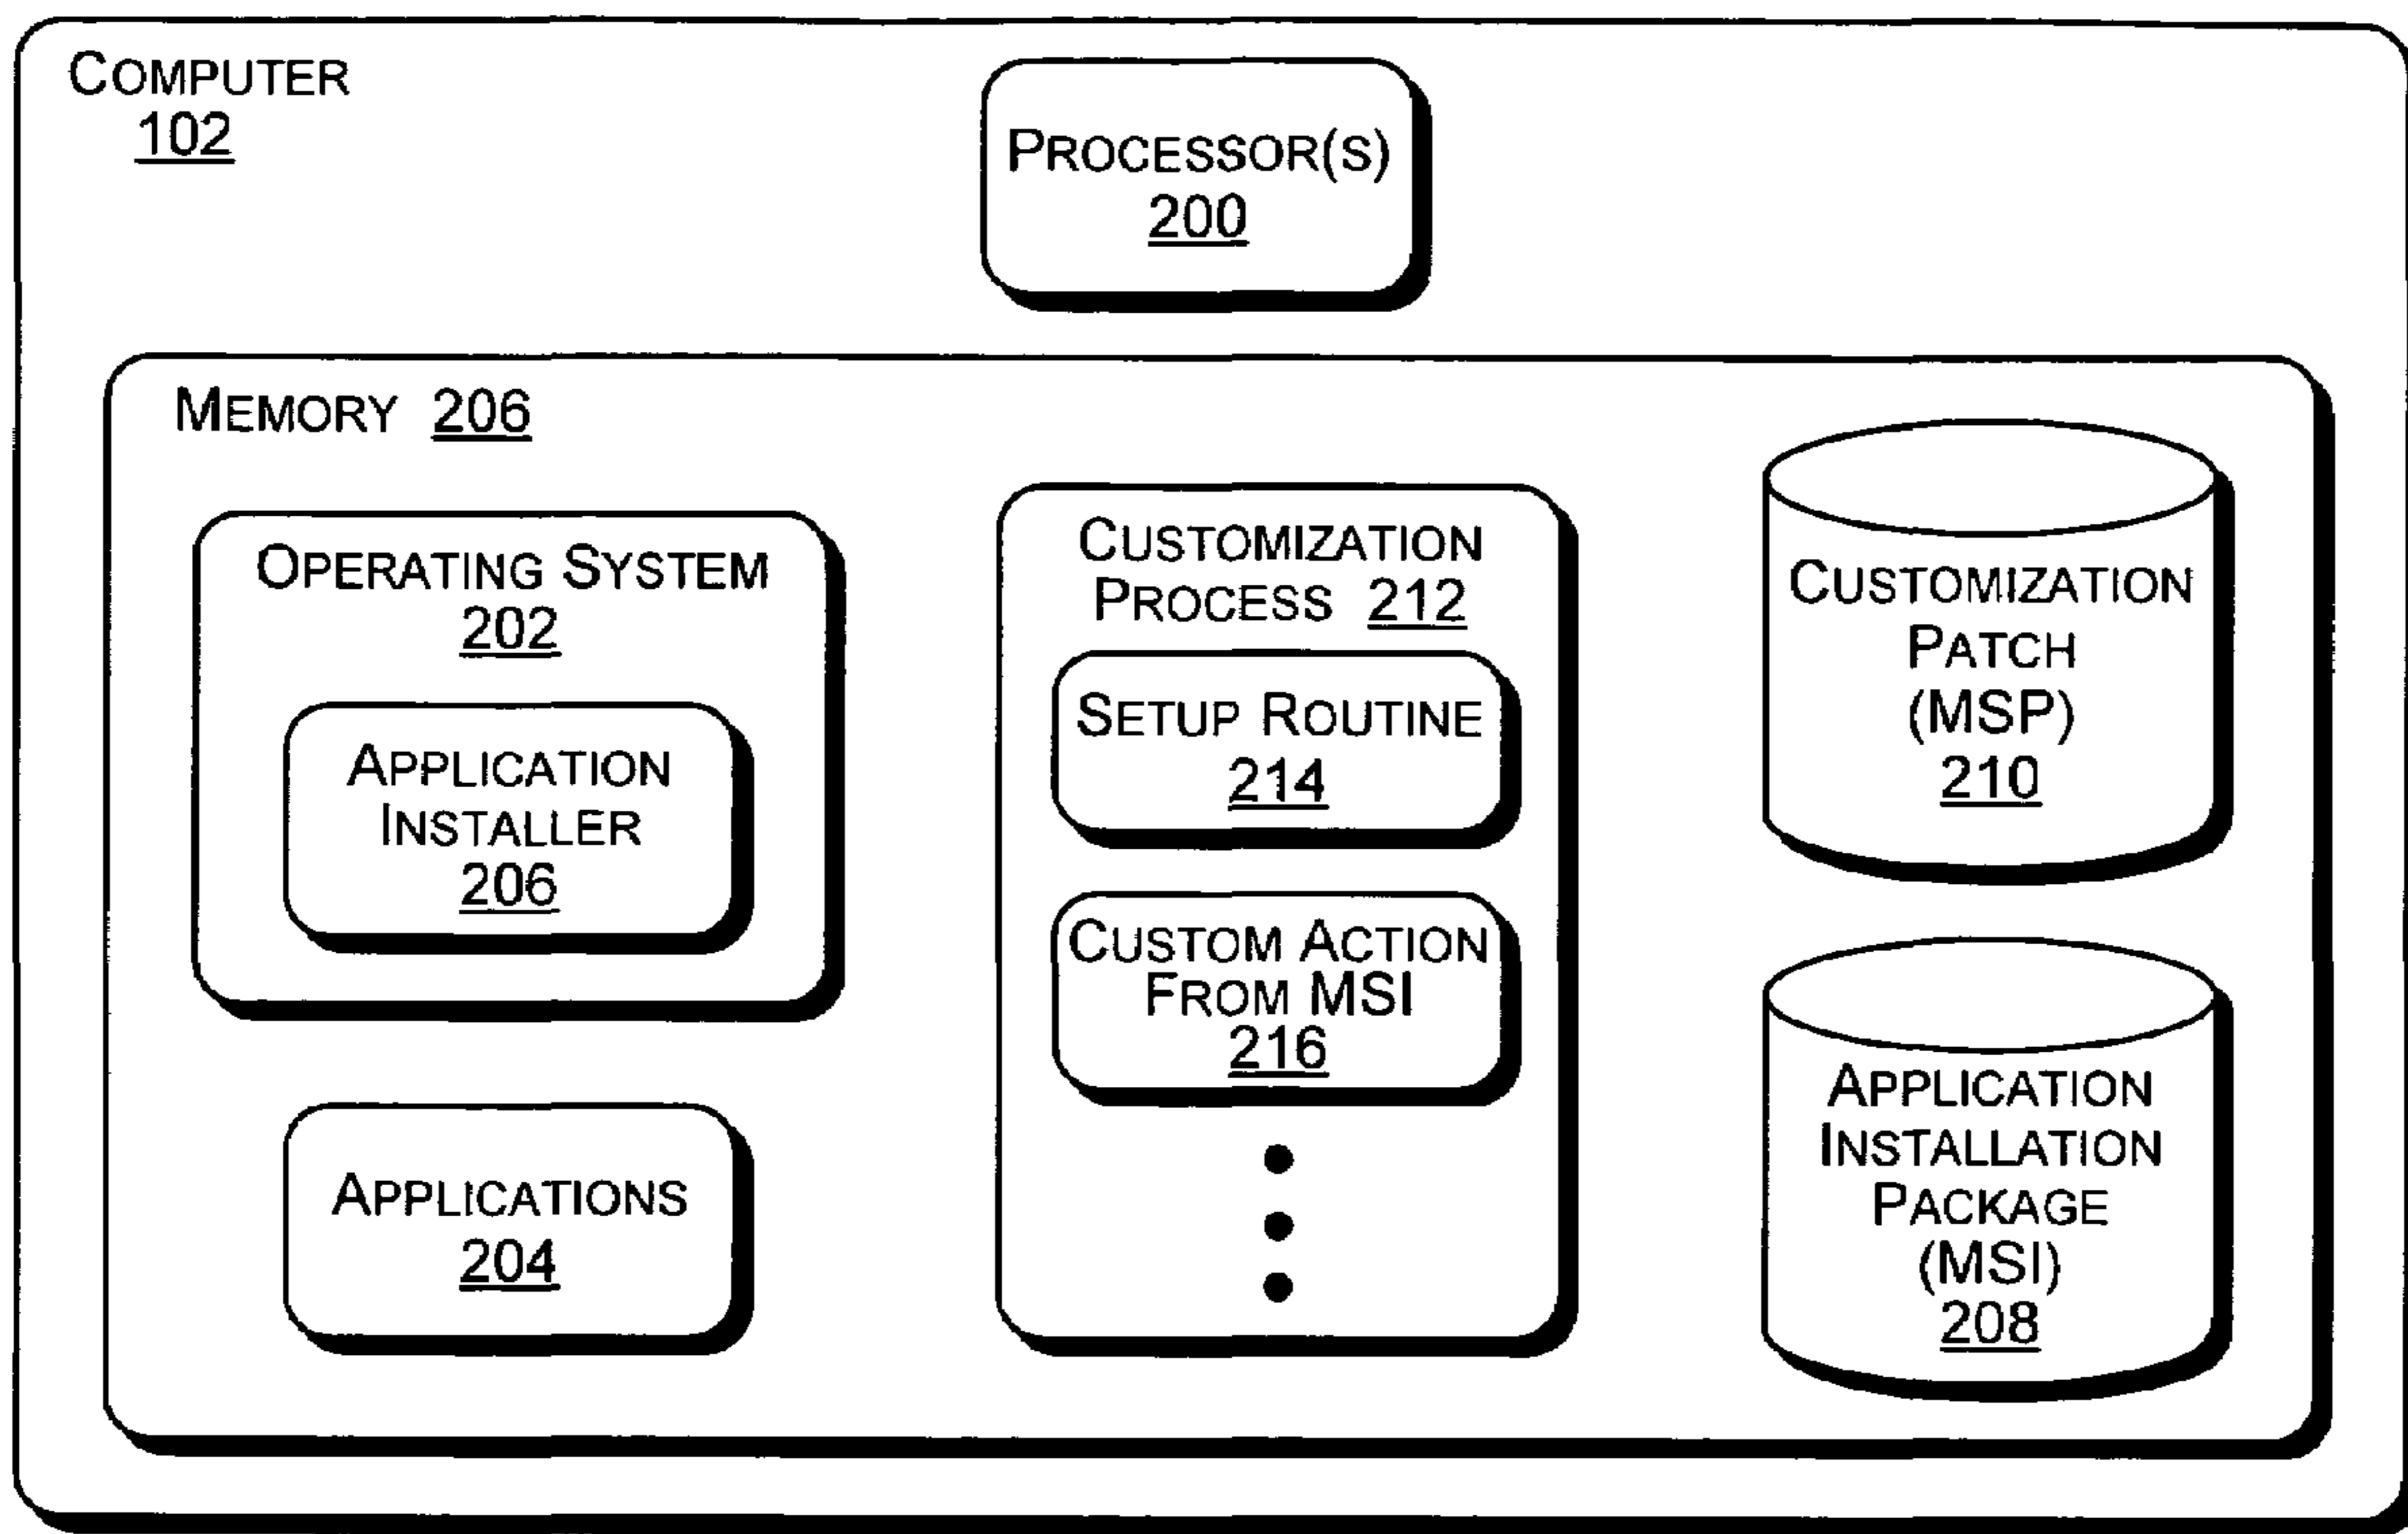 COMPUTER
102
PROCESSOR(S)
200
MEMORY 206
OPERATING SYSTEM
202
APPLICATION
INSTALLER
206
APPLICATIONS
204
CUSTOMIZATION
PROCESS 212
SETUP ROUTINE
214
CUSTOM ACTION
FROM MSI
216
CUSTOMIZATION
PATCH
(MSP)
210
APPLICATION
INSTALLATION
PACKAGE
(MSI)
208